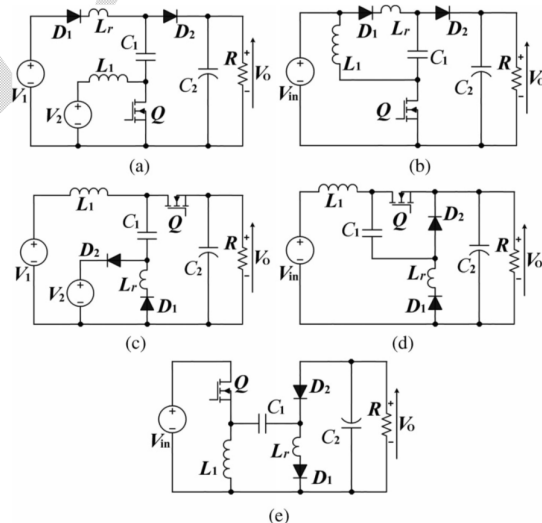 D1 Lr D2
C1
L1
V1 V2 Q C2 R + − VO
(a)
D1 Lr D2
L1 C1
Vin Q C2 R + − VO
(b)
L1 Q
C1
D2
V1 V2 Lr D1 C2 R + − VO
(c)
L1 Q
C1 D2
Vin Lr D1 C2 R + − VO
(d)
Q D2
C1
Vin L1 Lr D1 C2 R + − VO
(e)